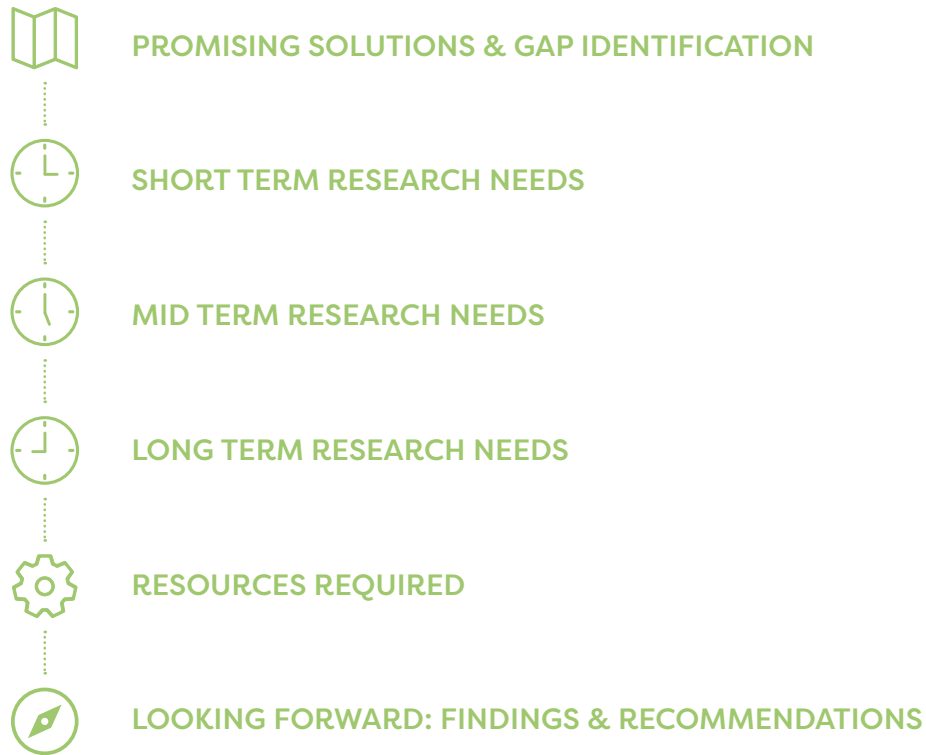 PROMISING SOLUTIONS & GAP IDENTIFICATION
SHORT TERM RESEARCH NEEDS
MID TERM RESEARCH NEEDS
LONG TERM RESEARCH NEEDS
RESOURCES REQUIRED
LOOKING FORWARD: FINDINGS & RECOMMENDATIONS